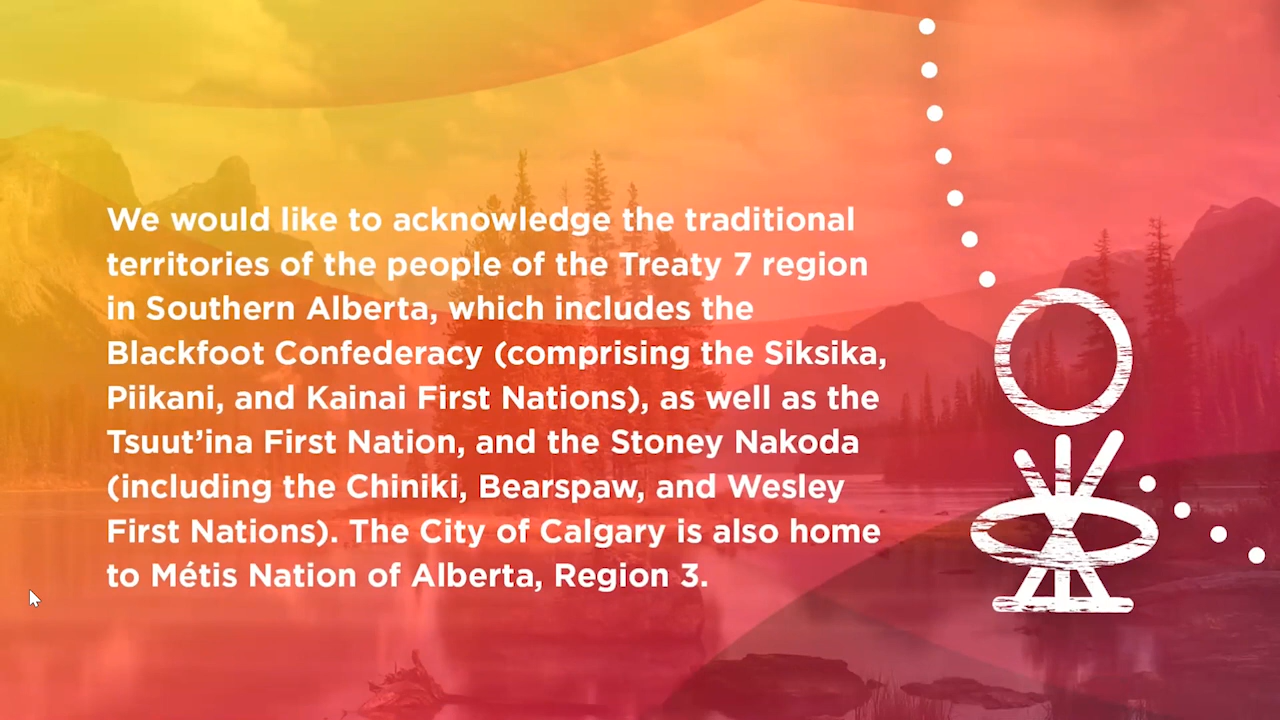 We would like to acknowledge the traditional
territories of the people of the Treaty 7 region
in Southern Alberta, which includes the
Blackfoot Confederacy (comprising the Siksika,
Piikani, and Kainai First Nations), as well as the
Tsuut’ina First Nation, and the Stoney Nakoda
(including the Chiniki, Bearspaw, and Wesley
First Nations). The City of Calgary is also home
to Métis Nation of Alberta, Region 3.